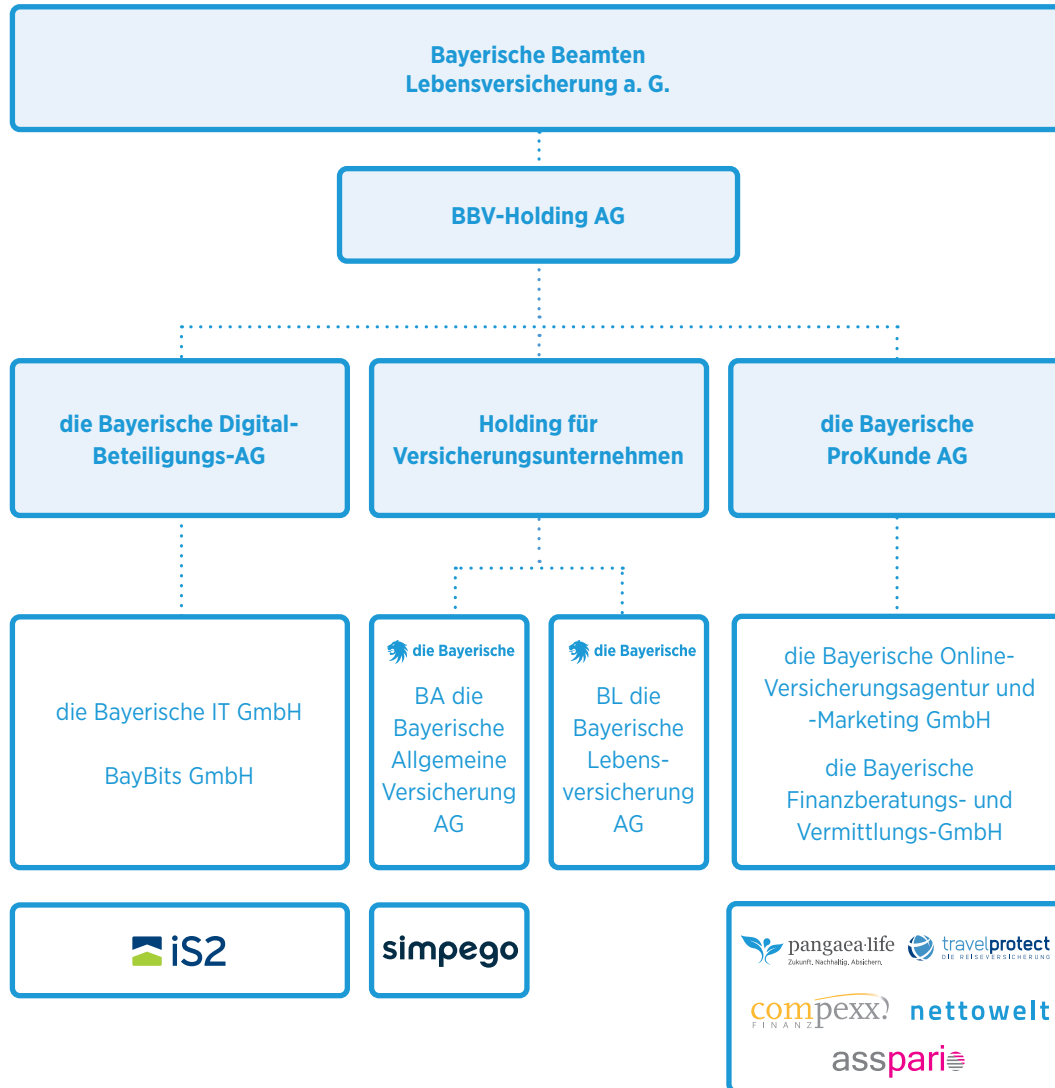 Bayerische Beamten
Lebensversicherung a. G.
BBV-Holding AG
die Bayerische Digital-
Beteiligungs-AG
Holding für
Versicherungsunternehmen
die Bayerische
ProKunde AG
die Bayerische IT GmbH
BayBits GmbH
die Bayerische
BA die
Bayerische
Allgemeine
Versicherung
AG
die Bayerische
BL die
Bayerische
Lebens-
versicherung
AG
die Bayerische Online-
Versicherungsagentur und
-Marketing GmbH
die Bayerische
Finanzberatungs- und
Vermittlungs-GmbH
iS2
simpego
pangaea·life
Zukunft. Nachhaltig. Absichern.
travelprotect
DIE REISEVERSICHERUNG
compexx!
FINANZ
nettowelt
asspario